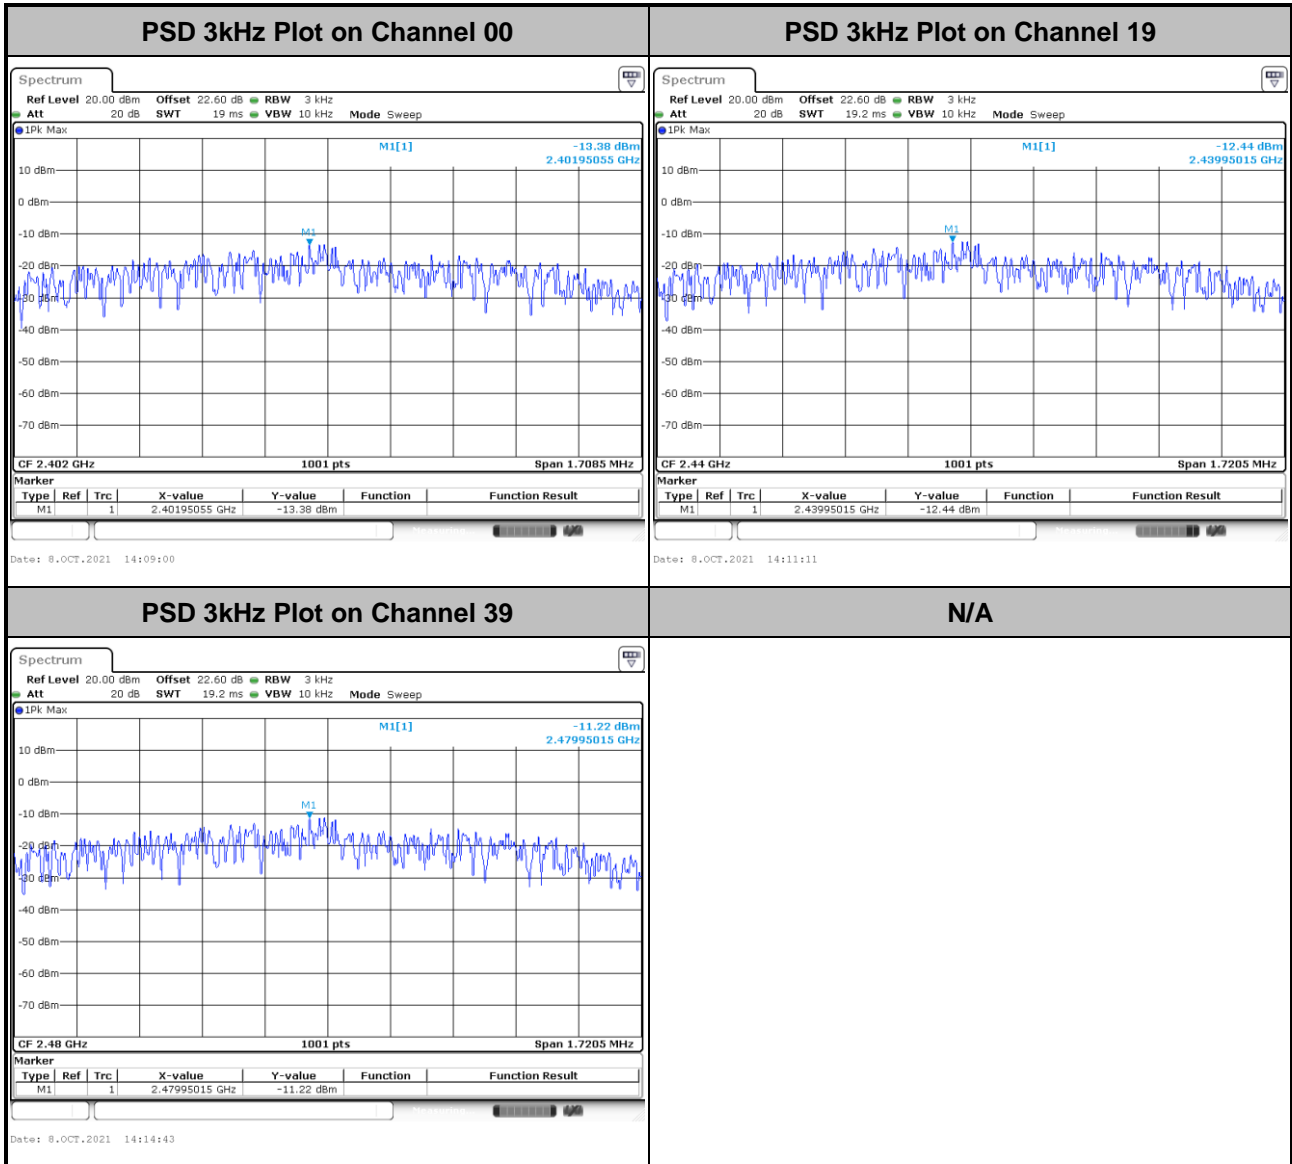 PSD 3kHz Plot on Channel 00
Spectrum
Ref Level 20.00 dBm Offset 22.60 dB RBW 3 kHz
Att 20 dB SWT 19 ms VBW 10 kHz Mode Sweep
1Pk Max
M1[1] -13.38 dBm
2.40195055 GHz
10 dBm
0 dBm
M1
-10 dBm
-20 dBm
-30 dBm
-40 dBm
-50 dBm
-60 dBm
-70 dBm
CF 2.402 GHz 1001 pts Span 1.7085 MHz
Marker
Type Ref Trc X-value Y-value Function Function Result
M1 1 2.40195055 GHz -13.38 dBm
Measuring...
Date: 8.OCT.2021 14:09:00
PSD 3kHz Plot on Channel 19
Spectrum
Ref Level 20.00 dBm Offset 22.60 dB RBW 3 kHz
Att 20 dB SWT 19.2 ms VBW 10 kHz Mode Sweep
1Pk Max
M1[1] -12.44 dBm
2.43995015 GHz
10 dBm
0 dBm
M1
-10 dBm
-20 dBm
-30 dBm
-40 dBm
-50 dBm
-60 dBm
-70 dBm
CF 2.44 GHz 1001 pts Span 1.7205 MHz
Marker
Type Ref Trc X-value Y-value Function Function Result
M1 1 2.43995015 GHz -12.44 dBm
Measuring...
Date: 8.OCT.2021 14:11:11
PSD 3kHz Plot on Channel 39
Spectrum
Ref Level 20.00 dBm Offset 22.60 dB RBW 3 kHz
Att 20 dB SWT 19.2 ms VBW 10 kHz Mode Sweep
1Pk Max
M1[1] -11.22 dBm
2.47995015 GHz
10 dBm
0 dBm
M1
-10 dBm
-20 dBm
-30 dBm
-40 dBm
-50 dBm
-60 dBm
-70 dBm
CF 2.48 GHz 1001 pts Span 1.7205 MHz
Marker
Type Ref Trc X-value Y-value Function Function Result
M1 1 2.47995015 GHz -11.22 dBm
Measuring...
Date: 8.OCT.2021 14:14:43
N/A